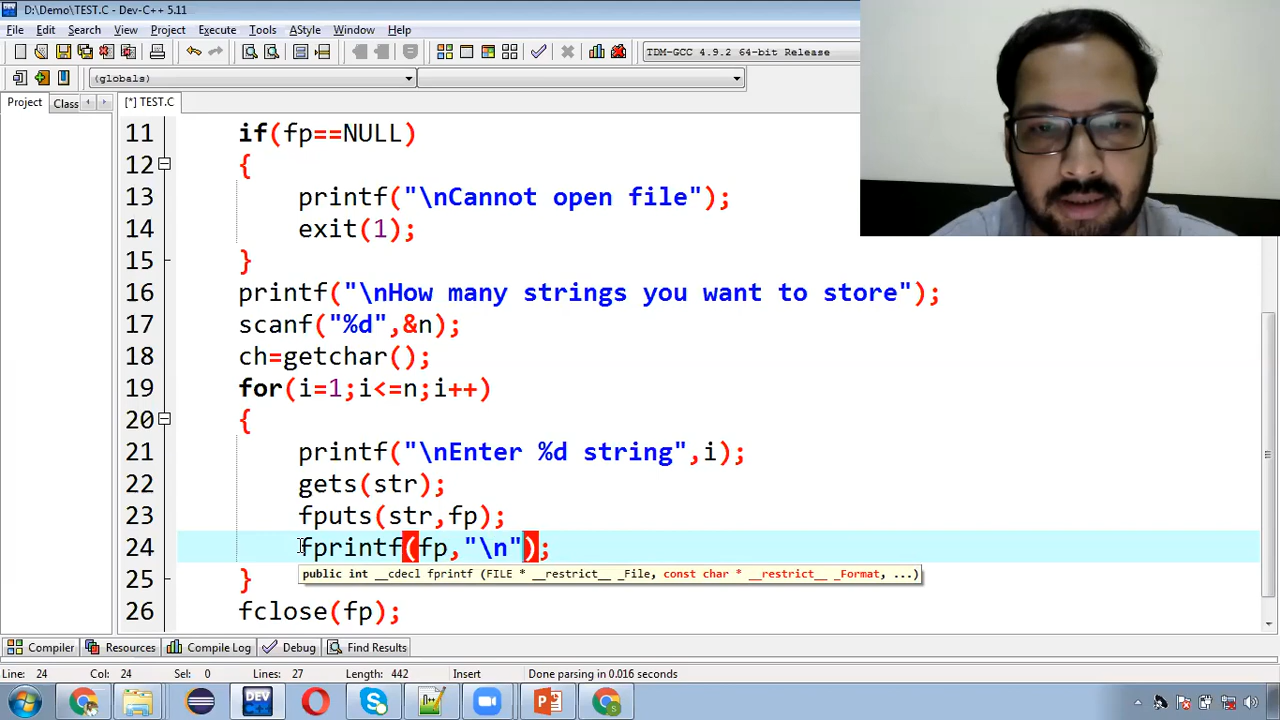 D:\Demo\TEST.C - Dev-C++ 5.11
File Edit Search View Project Execute Tools AStyle Window Help
TDM-GCC 4.9.2 64-bit Release
(globals)
Project Class [*] TEST.C
11 if(fp==NULL)
12 {
13 printf("\nCannot open file");
14 exit(1);
15 }
16 printf("\nHow many strings you want to store");
17 scanf("%d",&n);
18 ch=getchar();
19 for(i=1;i<=n;i++)
20 {
21 printf("\nEnter %d string",i);
22 gets(str);
23 fputs(str,fp);
24 fprintf(fp,"\n");
public int __cdecl fprintf (FILE * __restrict__ _File, const char * __restrict__ _Format, ...)
25 }
26 fclose(fp);
Compiler Resources Compile Log Debug Find Results
Line: 24 Col: 24 Sel: 0 Lines: 27 Length: 442 Insert Done parsing in 0.016 seconds
DEV